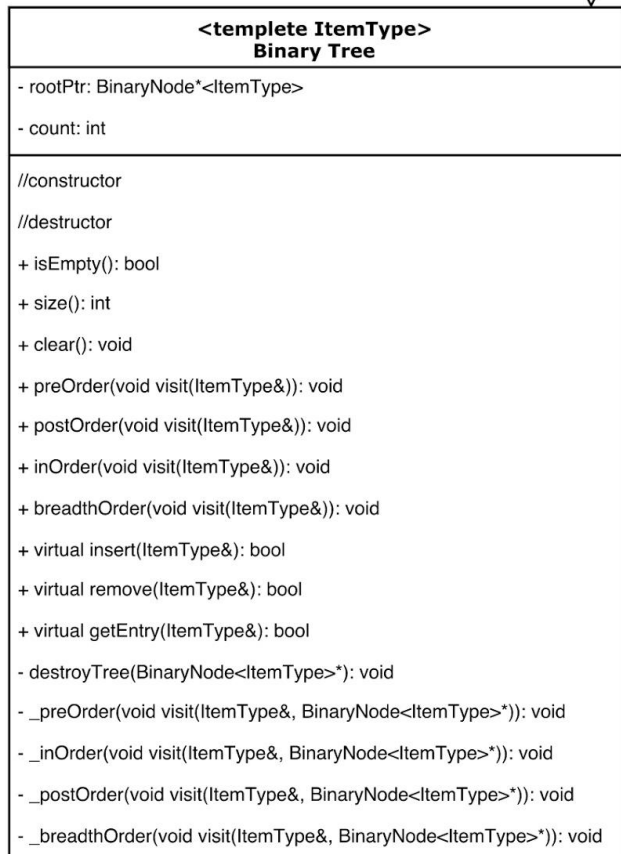 <templete ItemType>
Binary Tree
- rootPtr: BinaryNode*<ItemType>
- count: int
//constructor
//destructor
+ isEmpty(): bool
+ size(): int
+ clear(): void
+ preOrder(void visit(ItemType&)): void
+ postOrder(void visit(ItemType&)): void
+ inOrder(void visit(ItemType&)): void
+ breadthOrder(void visit(ItemType&)): void
+ virtual insert(ItemType&): bool
+ virtual remove(ItemType&): bool
+ virtual getEntry(ItemType&): bool
- destroyTree(BinaryNode<ItemType>*): void
- _preOrder(void visit(ItemType&, BinaryNode<ItemType>*)): void
- _inOrder(void visit(ItemType&, BinaryNode<ItemType>*)): void
- _postOrder(void visit(ItemType&, BinaryNode<ItemType>*)): void
- _breadthOrder(void visit(ItemType&, BinaryNode<ItemType>*)): void